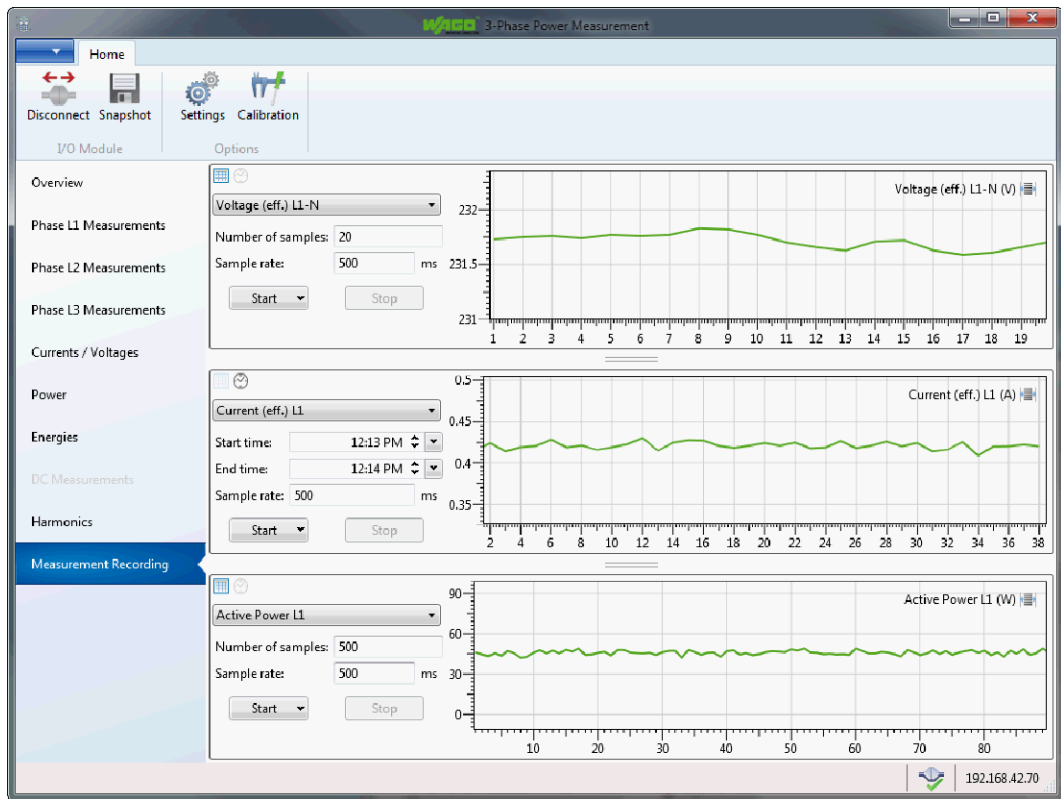 WAGO 3-Phase Power Measurement
Home
Disconnect Snapshot Settings Calibration
I/O Module Options
Overview
Phase L1 Measurements
Phase L2 Measurements
Phase L3 Measurements
Currents / Voltages
Power
Energies
DC Measurements
Harmonics
Measurement Recording
Voltage (eff.) L1-N
Number of samples: 20
Sample rate: 500 ms
Start Stop
Voltage (eff.) L1-N (V)
232
231.5
231
1 2 3 4 5 6 7 8 9 10 11 12 13 14 15 16 17 18 19
Current (eff.) L1
Start time: 12:13 PM
End time: 12:14 PM
Sample rate: 500 ms
Start Stop
Current (eff.) L1 (A)
0.5
0.45
0.4
0.35
2 4 6 8 10 12 14 16 18 20 22 24 26 28 30 32 34 36 38
Active Power L1
Number of samples: 500
Sample rate: 500 ms
Start Stop
Active Power L1 (W)
90
60
30
0
10 20 30 40 50 60 70 80
192.168.42.70